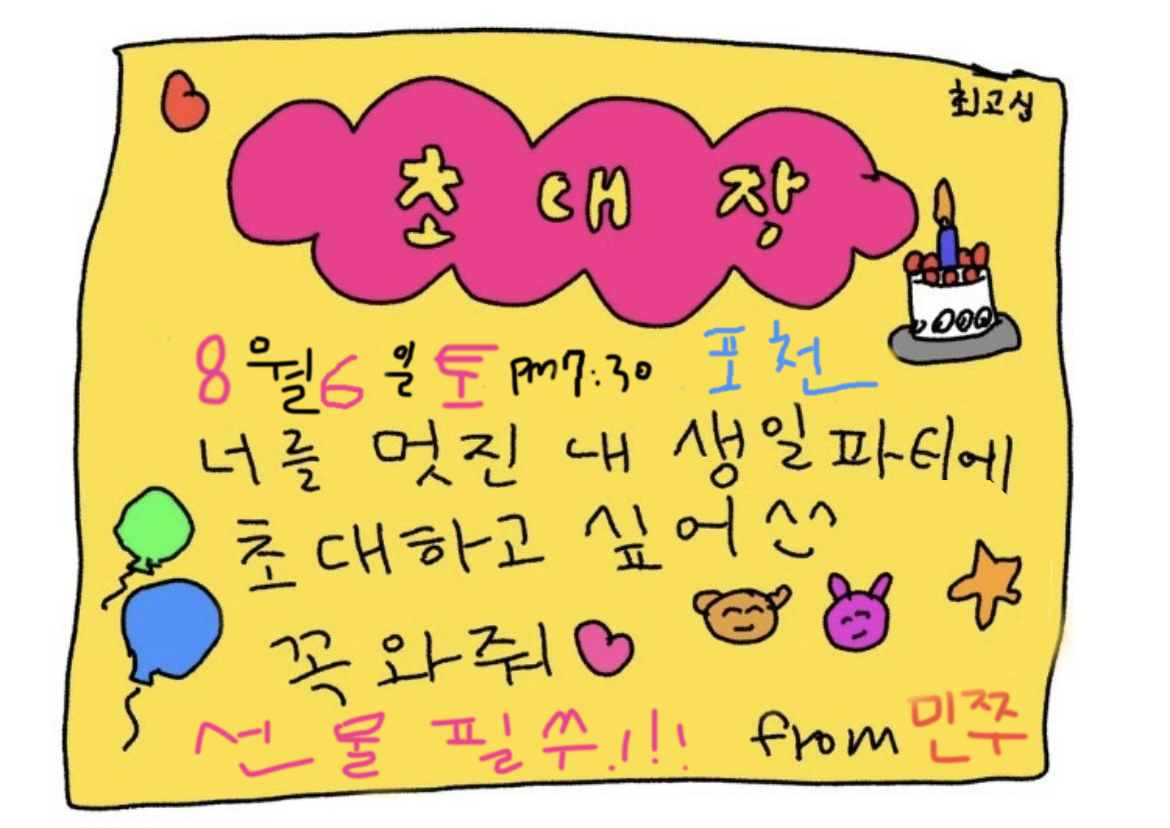 최고심
초대장
8월6일 토 pm7:30 포천
너를 멋진 내 생일파티에
초대하고 싶어 ^^
꼭 와줘
선물 필쑤!!! from 민쭈